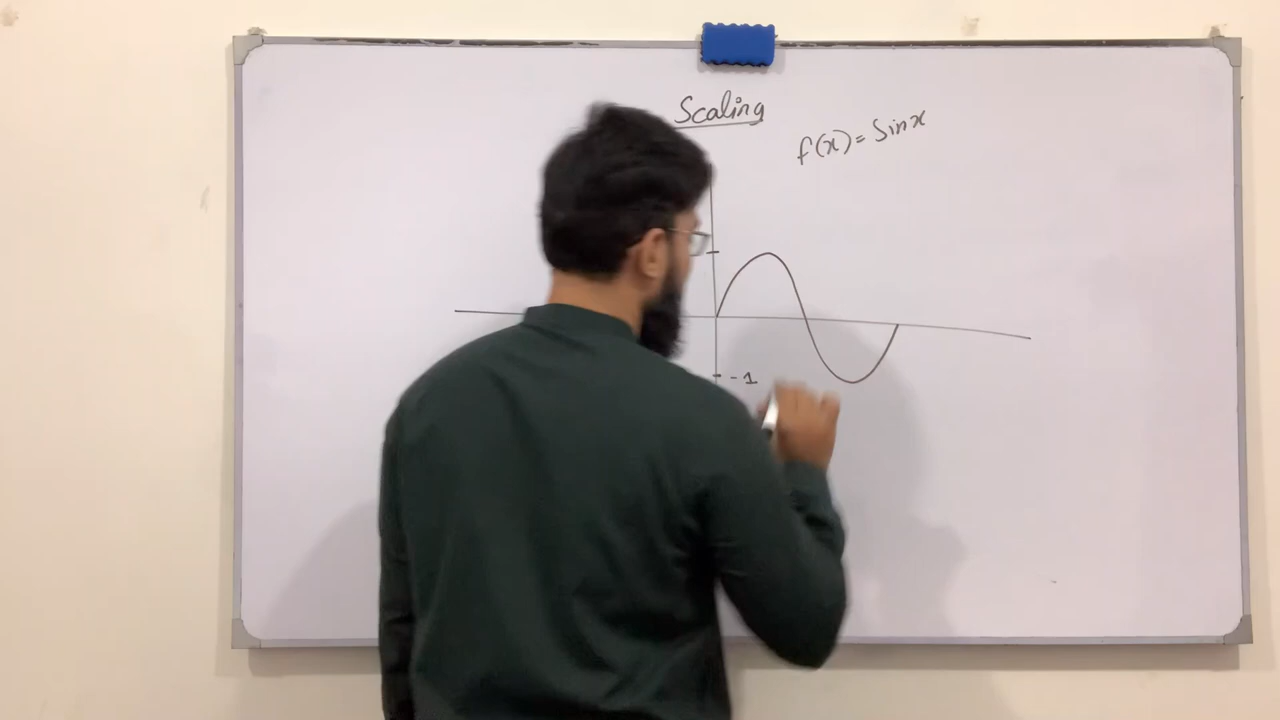 Scaling
f(x) = Sinx
-1